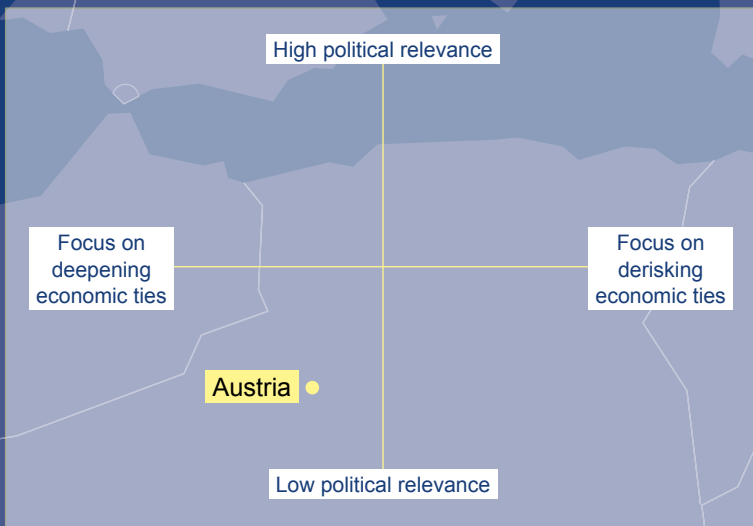 High political relevance
Focus on
deepening
economic ties
Focus on
derisking
economic ties
Austria
Low political relevance